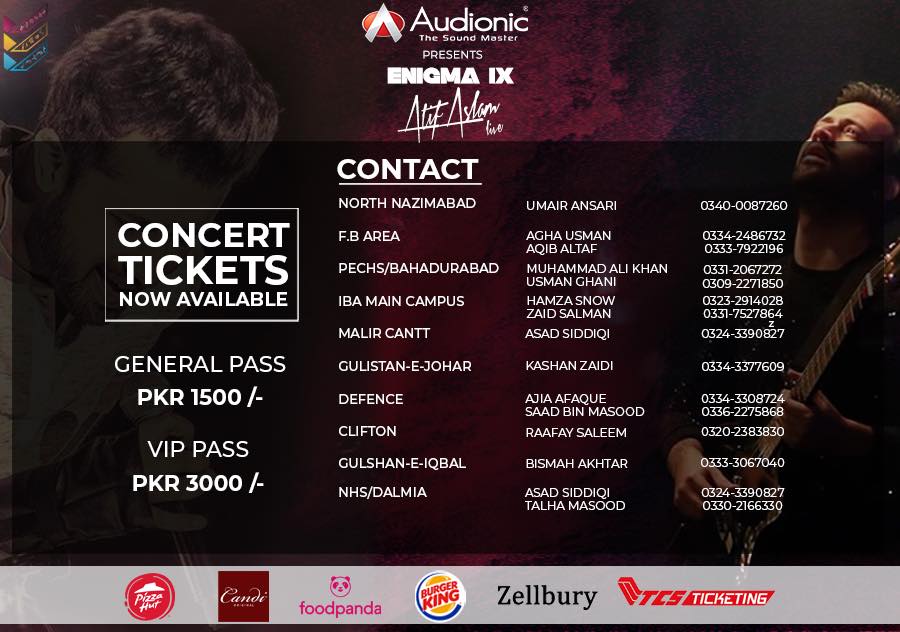 Audionic®
The Sound Master
PRESENTS
ENIGMA IX
Atif Aslam
live
CONCERT
TICKETS
NOW AVAILABLE
GENERAL PASS
PKR 1500 /-
VIP PASS
PKR 3000 /-
CONTACT
NORTH NAZIMABAD UMAIR ANSARI 0340-0087260
F.B AREA AGHA USMAN 0334-2486732
AQIB ALTAF 0333-7922196
PECHS/BAHADURABAD MUHAMMAD ALI KHAN 0331-2067272
USMAN GHANI 0309-2271850
IBA MAIN CAMPUS HAMZA SNOW 0323-2914028
ZAID SALMAN 0331-7527864
z
MALIR CANTT ASAD SIDDIQI 0324-3390827
GULISTAN-E-JOHAR KASHAN ZAIDI 0334-3377609
DEFENCE AJIA AFAQUE 0334-3308724
SAAD BIN MASOOD 0336-2275868
CLIFTON RAAFAY SALEEM 0320-2383830
GULSHAN-E-IQBAL BISMAH AKHTAR 0333-3067040
NHS/DALMIA ASAD SIDDIQI 0324-3390827
TALHA MASOOD 0330-2166330
Pizza Hut
Candi
ORIGINAL
foodpanda
BURGER KING
Zellbury
TCS TICKETING